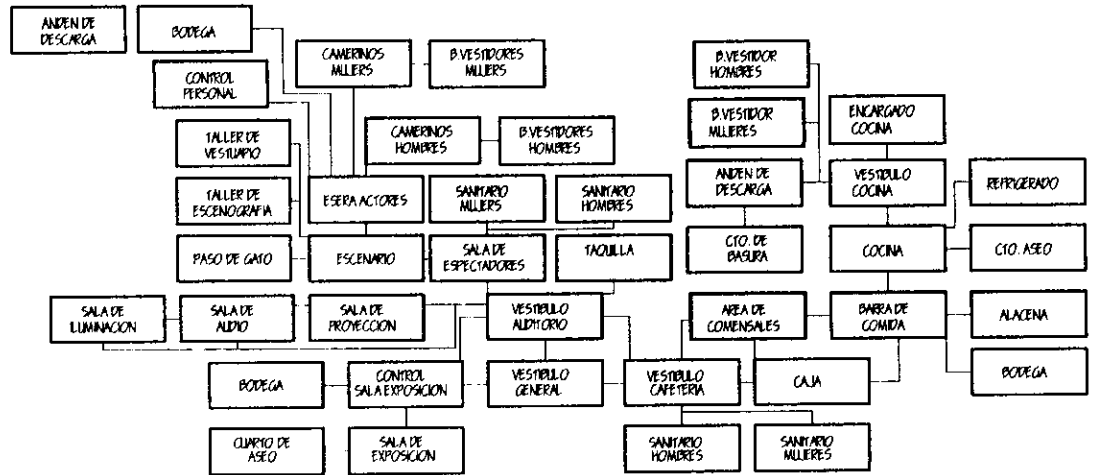 ANDEN DE
DESCARGA
BODEGA
CAMERINOS
MUJERS
B.VESTIDORES
MUJERS
B.VESTIDOR
HOMBRES
CONTROL
PERSONAL
B.VESTIDOR
MUJERES
ENCARGADO
COCINA
TALLER DE
VESTUARIO
CAMERINOS
HOMBRES
B.VESTIDORES
HOMBRES
ANDEN DE
DESCARGA
VESTIBULO
COCINA
REFRIGERADO
TALLER DE
ESCENOGRAFIA
ESERA ACTORES
SANITARIO
MUJERS
SANITARIO
HOMBRES
PASO DE GATO
ESCENARIO
SALA DE
ESPECTADORES
TAQUILLA
CTO. DE
BASURA
COCINA
CTO. ASEO
SALA DE
ILUMINACION
SALA DE
AUDIO
SALA DE
PROYECCION
VESTIBULO
AUDITORIO
AREA DE
COMENSALES
BARRA DE
COMIDA
ALACENA
BODEGA
CONTROL
SALA EXPOSICION
VESTIBULO
GENERAL
VESTIBULO
CAFETERIA
CAJA
BODEGA
CUARTO DE
ASEO
SALA DE
EXPOSICION
SANITARIO
HOMBRES
SANITARIO
MUJERES